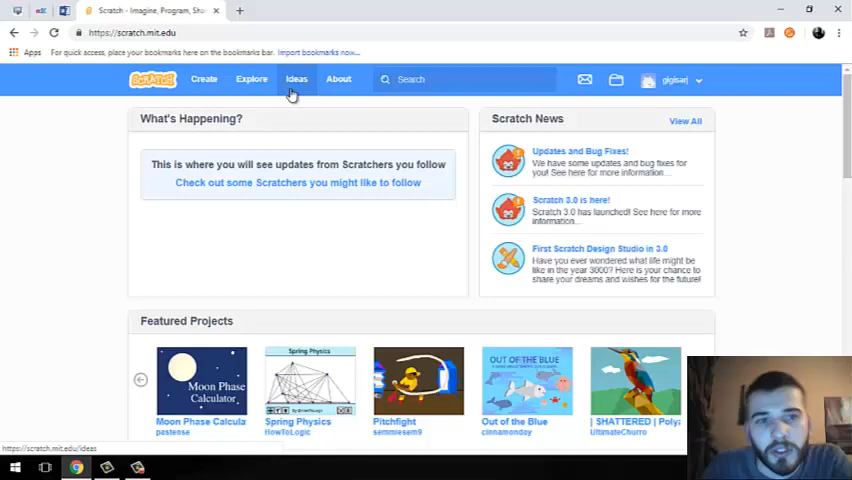 Scratch - Imagine, Program, Sha
https://scratch.mit.edu
Apps For quick access, place your bookmarks here on the bookmarks bar. Import bookmarks now...
SCRATCH Create Explore Ideas About Search
What's Happening?
This is where you will see updates from Scratchers you follow
Check out some Scratchers you might like to follow
Scratch News View All
Updates and Bug Fixes!
We have some updates and bug fixes for
you! See here for more information...
Scratch 3.0 is here!
Scratch 3.0 has launched! See here for more
information...
First Scratch Design Studio in 3.0
Have you ever wondered what life might be
like in the year 3000? Here is your chance to
share your dreams and wishes for the future!
Featured Projects
Moon Phase
Calculator
Spring Physics
OUT OF THE BLUE
Moon Phase Calcula
Spring Physics
HowToLogic
Pitchfight
semmiesem9
Out of the Blue
cinnamonday
| SHATTERED | Polya
UltimateChurro
https://scratch.mit.edu/ideas